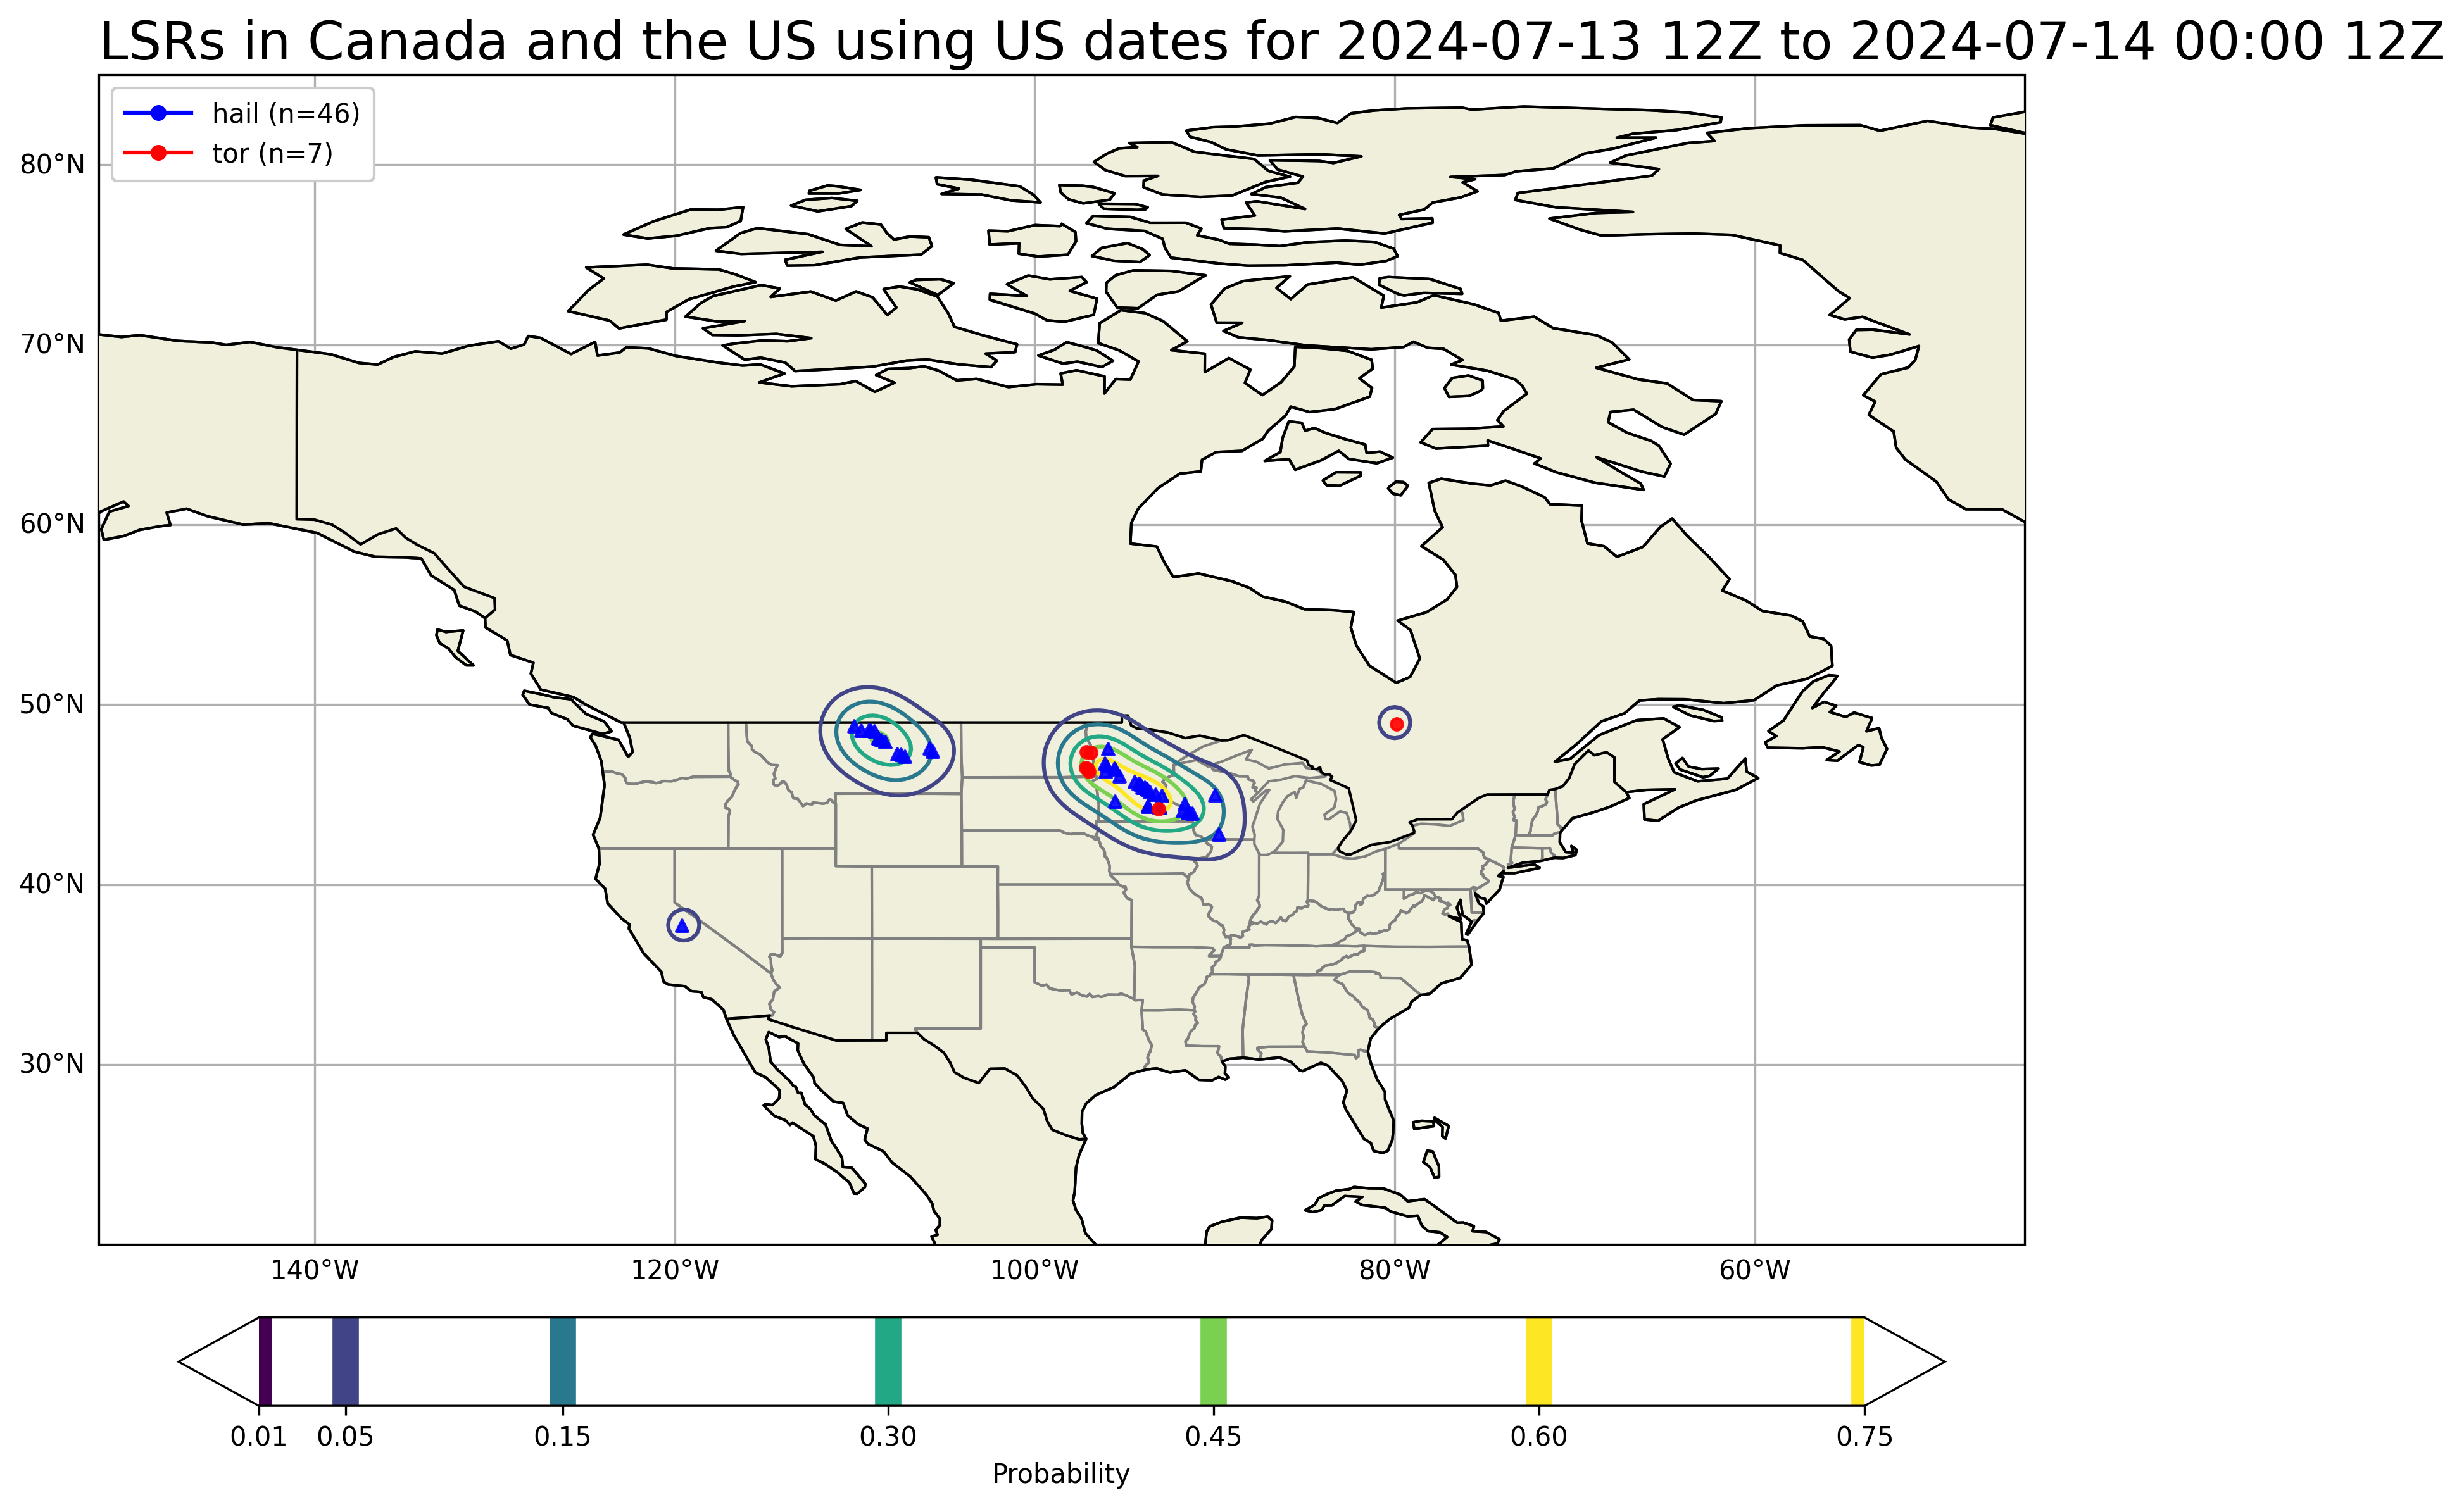 LSRs in Canada and the US using US dates for 2024-07-13 12Z to 2024-07-14 00:00 12Z
hail (n=46)
tor (n=7)
80°N
70°N
60°N
50°N
40°N
30°N
140°W 120°W 100°W 80°W 60°W
0.01 0.05 0.15 0.30 0.45 0.60 0.75
Probability